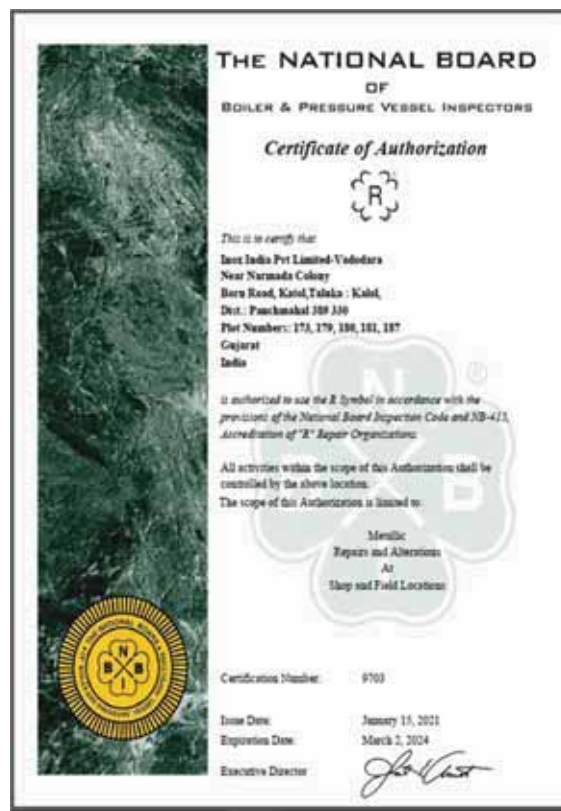 THE NATIONAL BOARD
OF
BOILER & PRESSURE VESSEL INSPECTORS
Certificate of Authorization
R
This is to certify that
Inox India Pvt Limited-Vadodara
Near Narmada Colony
Boru Road, Katol,Taluka : Kalol,
Dist.: Panchmahal 389 330
Plot Numbers: 173, 179, 180, 181, 187
Gujarat
India
is authorized to use the R Symbol in accordance with the
provisions of the National Board Inspection Code and NB-415,
Accreditation of "R" Repair Organizations
All activities within the scope of this Authorization shall be
controlled by the above location.
The scope of this Authorization is limited to:
Metallic
Repairs and Alterations
At
Shop and Field Locations
N
B B
®
THE NATIONAL BOARD
N
B B
I
Certification Number: 9703
Issue Date: January 15, 2021
Expiration Date: March 2, 2024
Executive Director